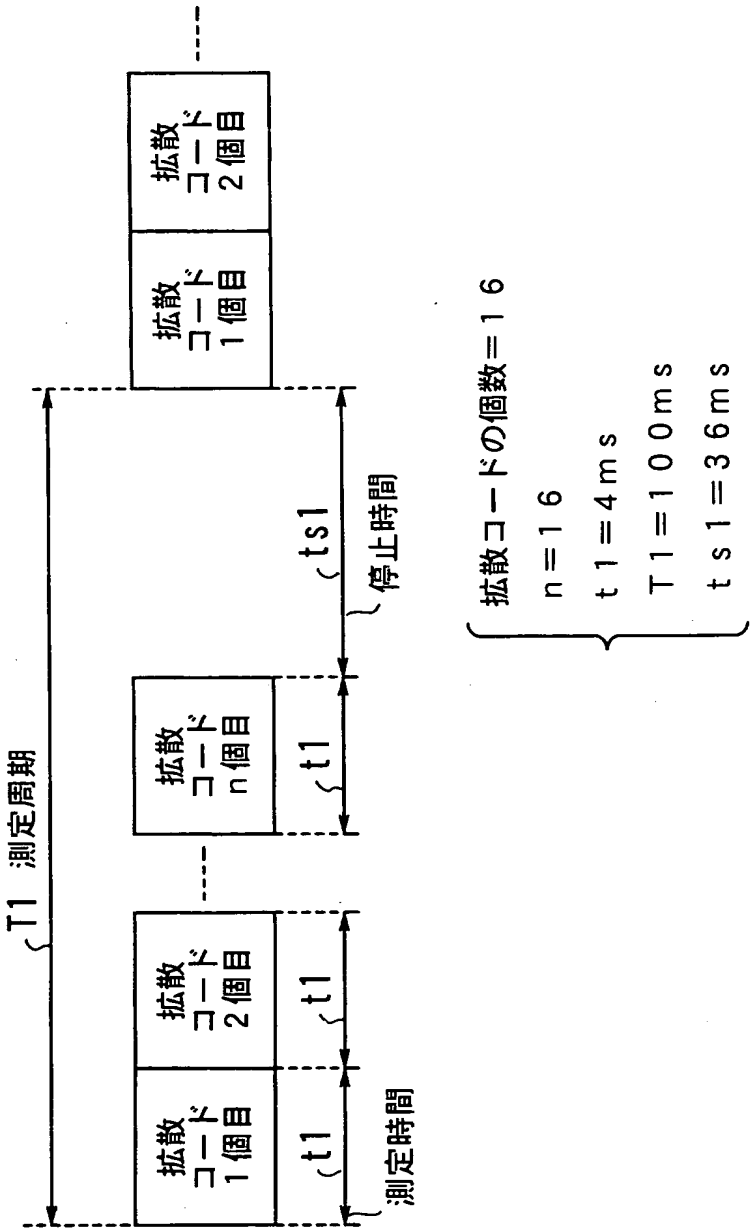 T1 測定周期
拡散
コード
1個目
拡散
コード
2個目
拡散
コード
n個目
拡散
コード
1個目
拡散
コード
2個目
t1
t1
t1
ts1
測定時間
停止時間
拡散コードの個数=16
n=16
t1=4ms
T1=100ms
ts1=36ms